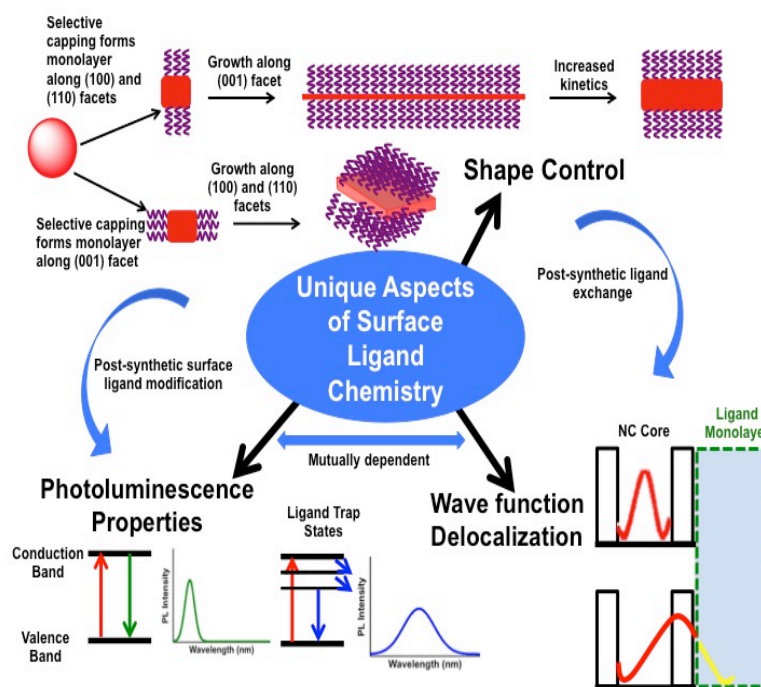 Selective
capping forms
monolayer
along (100) and
(110) facets
Growth along
(001) facet
Increased
kinetics
Growth along
(100) and (110)
facets
Selective capping
forms monolayer
along (001) facet
Shape Control
Unique Aspects
of Surface
Ligand
Chemistry
Post-synthetic ligand
exchange
Post-synthetic surface
ligand modification
Mutually dependent
NC Core
Ligand
Monolaye
Photoluminescence
Properties
Ligand Trap
States
Wave function
Delocalization
Conduction
Band
Valence
Band
PL Intensity
Wavelength (nm)
PL Intensity
Wavelength (nm)